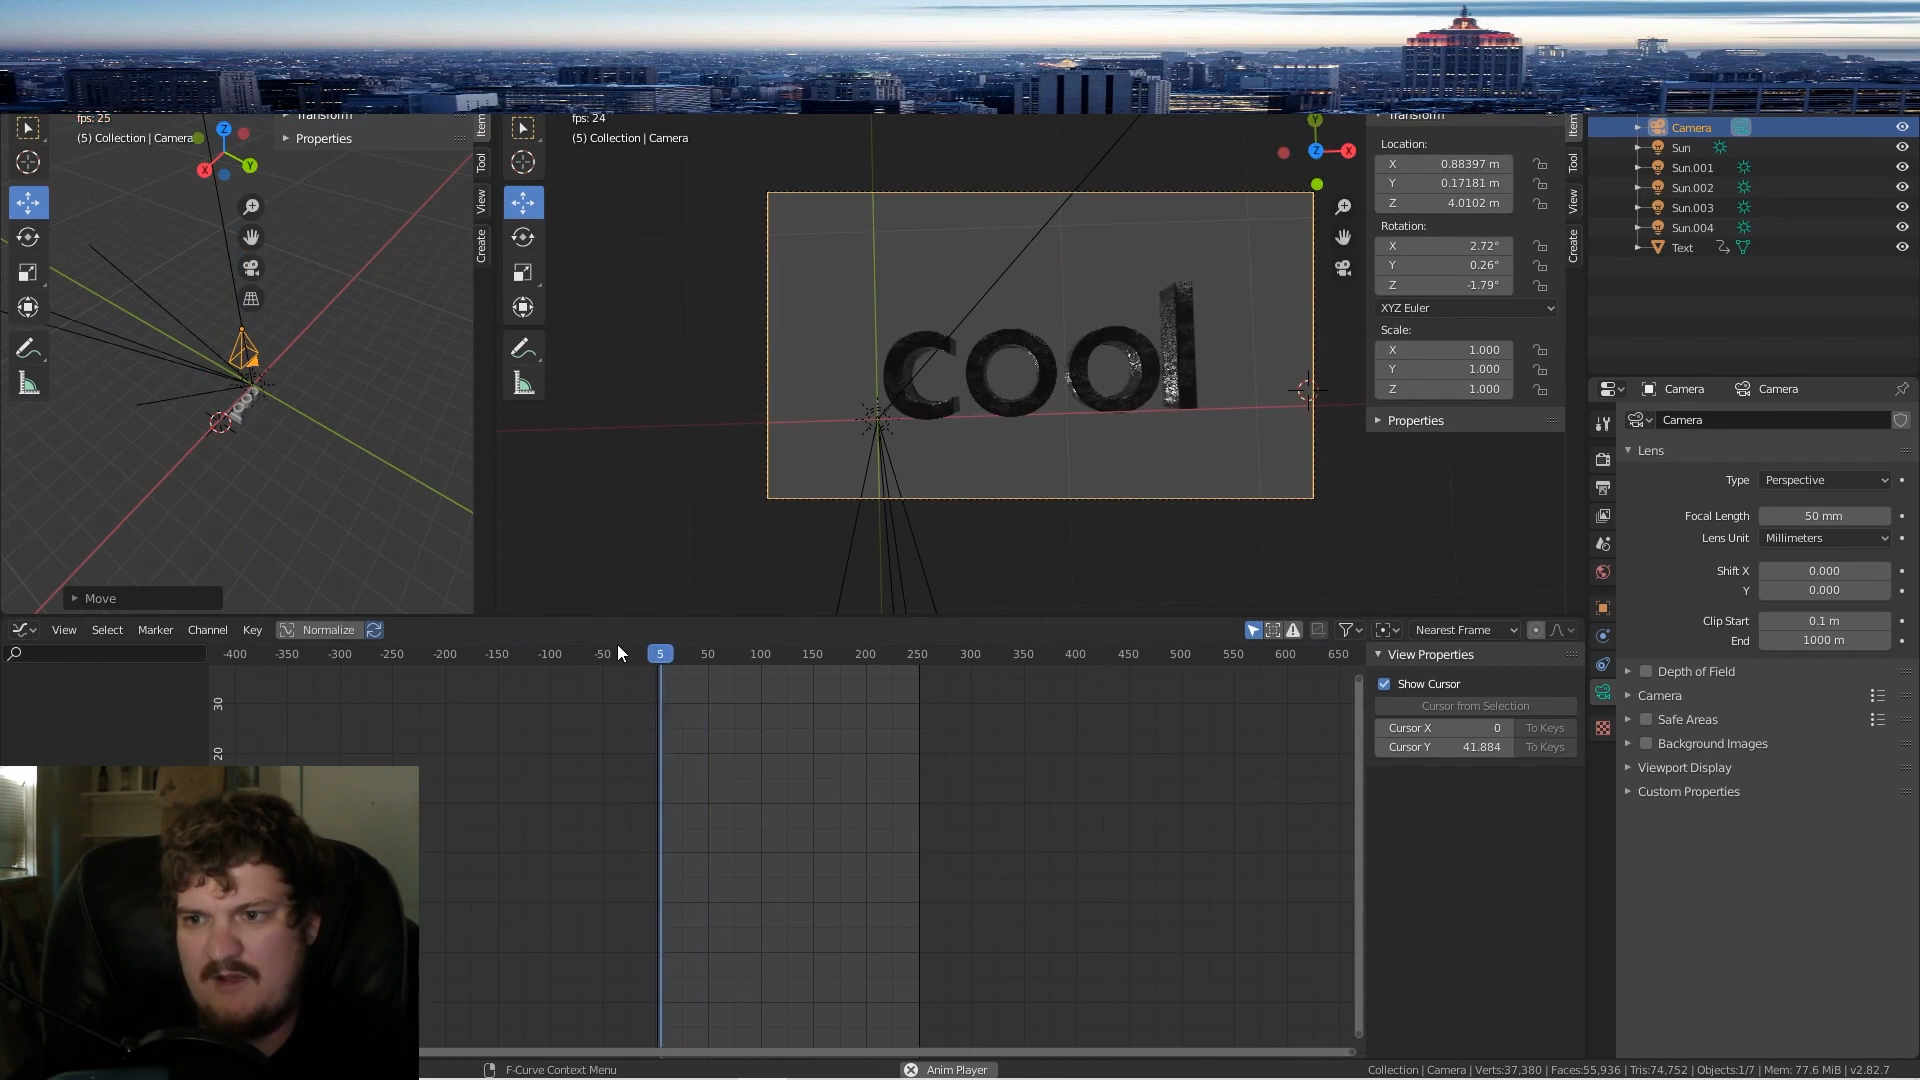 fps: 25
(5) Collection | Camera
Transform
Properties
Item
Tool
View
Create
Z
X
Y
Move
fps: 24
(5) Collection | Camera
Y
Z
X
cool
Transform
Location:
X 0.88397 m
Y 0.17181 m
Z 4.0102 m
Rotation:
X 2.72°
Y 0.26°
Z -1.79°
XYZ Euler
Scale:
X 1.000
Y 1.000
Z 1.000
Properties
Item
Tool
View
Create
Camera
Sun
Sun.001
Sun.002
Sun.003
Sun.004
Text
Camera Camera
Camera
Lens
Type Perspective
Focal Length 50 mm
Lens Unit Millimeters
Shift X 0.000
Y 0.000
Clip Start 0.1 m
End 1000 m
Depth of Field
Camera
Safe Areas
Background Images
Viewport Display
Custom Properties
View Select Marker Channel Key Normalize Nearest Frame
-400 -350 -300 -250 -200 -150 -100 -50 5 50 100 150 200 250 300 350 400 450 500 550 600 650
30
20
View Properties
Show Cursor
Cursor from Selection
Cursor X 0 To Keys
Cursor Y 41.884 To Keys
F-Curve Context Menu Anim Player Collection | Camera | Verts:37,380 | Faces:55,936 | Tris:74,752 | Objects:1/7 | Mem: 77.6 MiB | v2.82.7